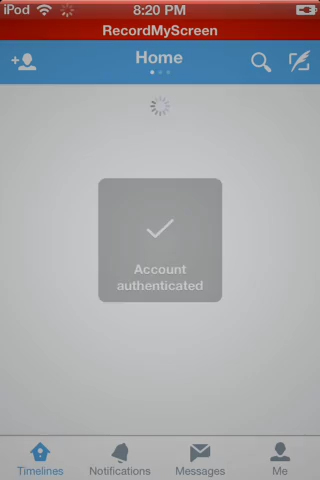 iPod 8:20 PM
RecordMyScreen
Home
Account
authenticated
Timelines Notifications Messages Me